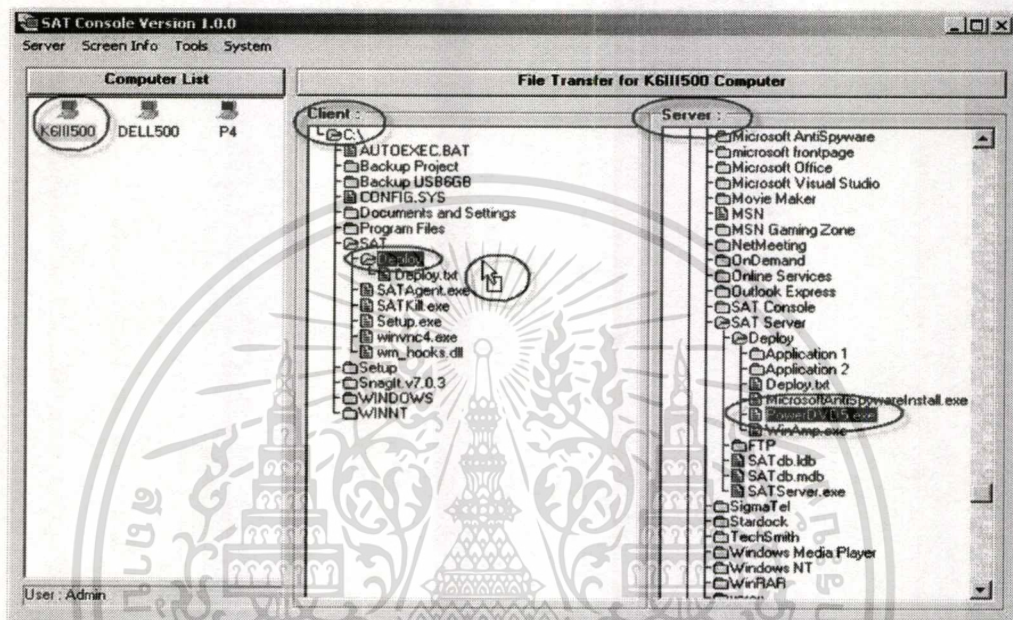 SAT Console Version 1.0.0
Server Screen Info Tools System
Computer List
K6III500 DELL500 P4
User : Admin
File Transfer for K6III500 Computer
Client :
C:\
AUTOEXEC.BAT
Backup Project
Backup USB6GB
CONFIG.SYS
Documents and Settings
Program Files
SAT
Deploy
Deploy.txt
SATAgent.exe
SATKill.exe
Setup.exe
winvnc4.exe
wm_hooks.dll
Setup
SnagIt.v7.0.3
WINDOWS
WINNT
Server :
Microsoft AntiSpyware
microsoft frontpage
Microsoft Office
Microsoft Visual Studio
Movie Maker
MSN
MSN Gaming Zone
NetMeeting
OnDemand
Online Services
Outlook Express
SAT Console
SAT Server
Deploy
Application 1
Application 2
Deploy.txt
MicrosoftAntiSpywareInstall.exe
PowerDVD5.exe
WinAmp.exe
FTP
SATdb.ldb
SATdb.mdb
SATServer.exe
SigmaTel
Stardock
TechSmith
Windows Media Player
Windows NT
WinRAR